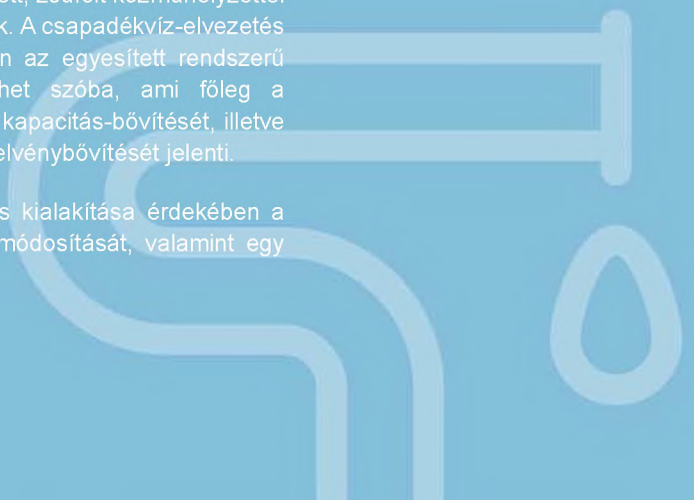 k. A csapadékvíz-elvezetés
n az egyesített rendszerű
het szóba, ami főleg a
kapacitás-bővítését, illetve
elvénybővítését jelenti.
s kialakítása érdekében a
módosítását, valamint egy